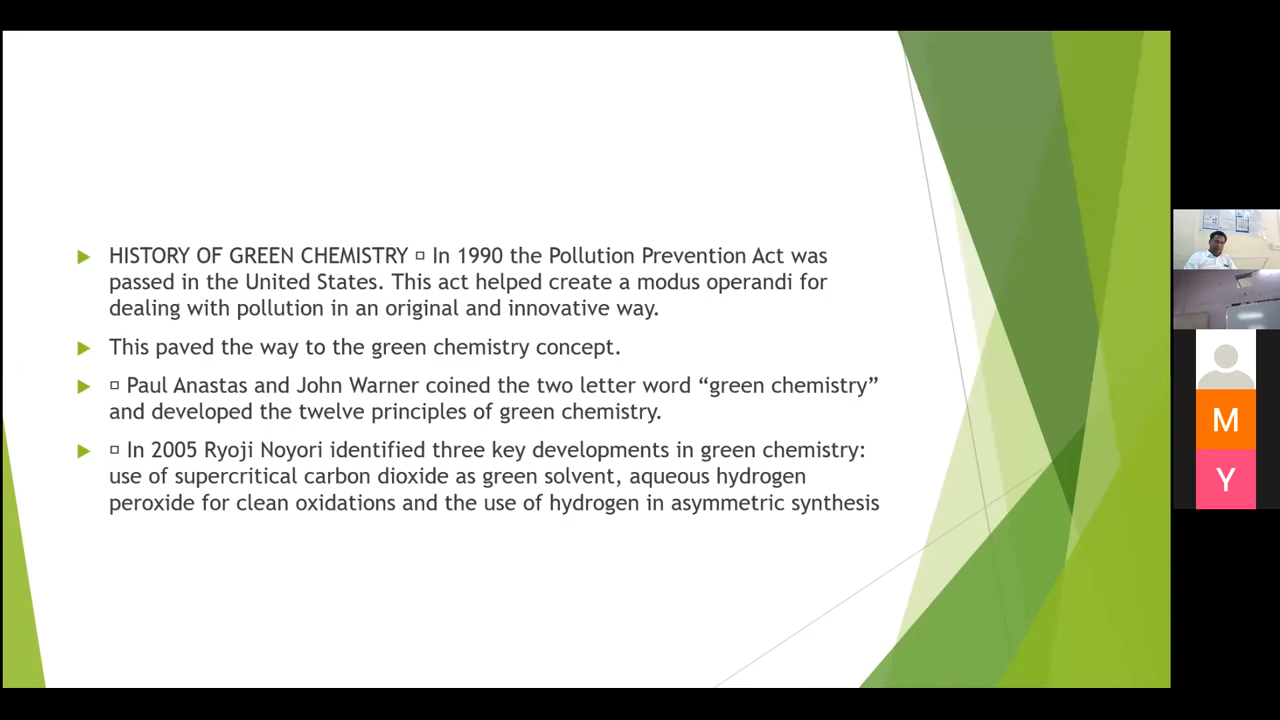 HISTORY OF GREEN CHEMISTRY □ In 1990 the Pollution Prevention Act was
passed in the United States. This act helped create a modus operandi for
dealing with pollution in an original and innovative way.
This paved the way to the green chemistry concept.
□ Paul Anastas and John Warner coined the two letter word “green chemistry”
and developed the twelve principles of green chemistry.
□ In 2005 Ryoji Noyori identified three key developments in green chemistry:
use of supercritical carbon dioxide as green solvent, aqueous hydrogen
peroxide for clean oxidations and the use of hydrogen in asymmetric synthesis
M
Y